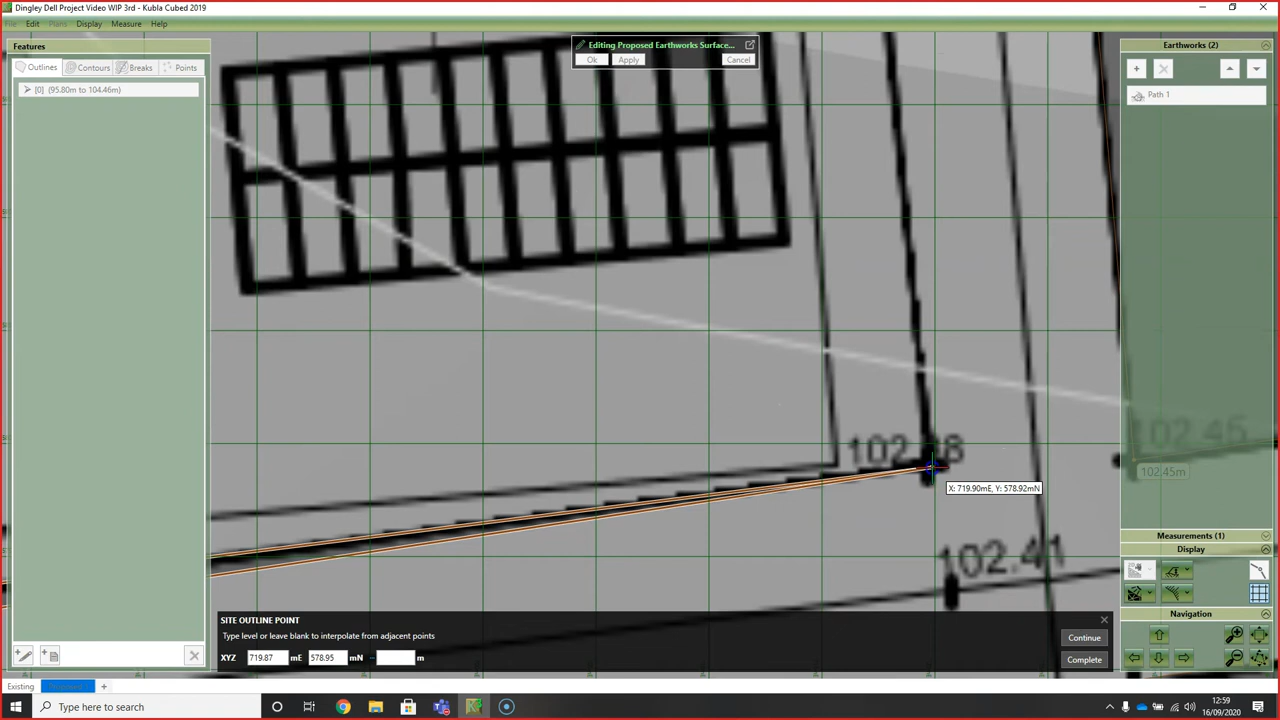 Dingley Dell Project Video WIP 3rd - Kubla Cubed 2019
File Edit Plans Display Measure Help
Features
Outlines Contours Breaks Points
[0] (95.80m to 104.46m)
Editing Proposed Earthworks Surface...
Ok Apply Cancel
Earthworks (2)
Path 1
102.45
102.45m
X: 719.90mE, Y: 578.92mN
102.41
SITE OUTLINE POINT
Type level or leave blank to interpolate from adjacent points
XYZ 719.87 mE 578.95 mN m
Continue
Complete
Measurements (1)
Display
Navigation
Existing
Type here to search
12:59
16/09/2020